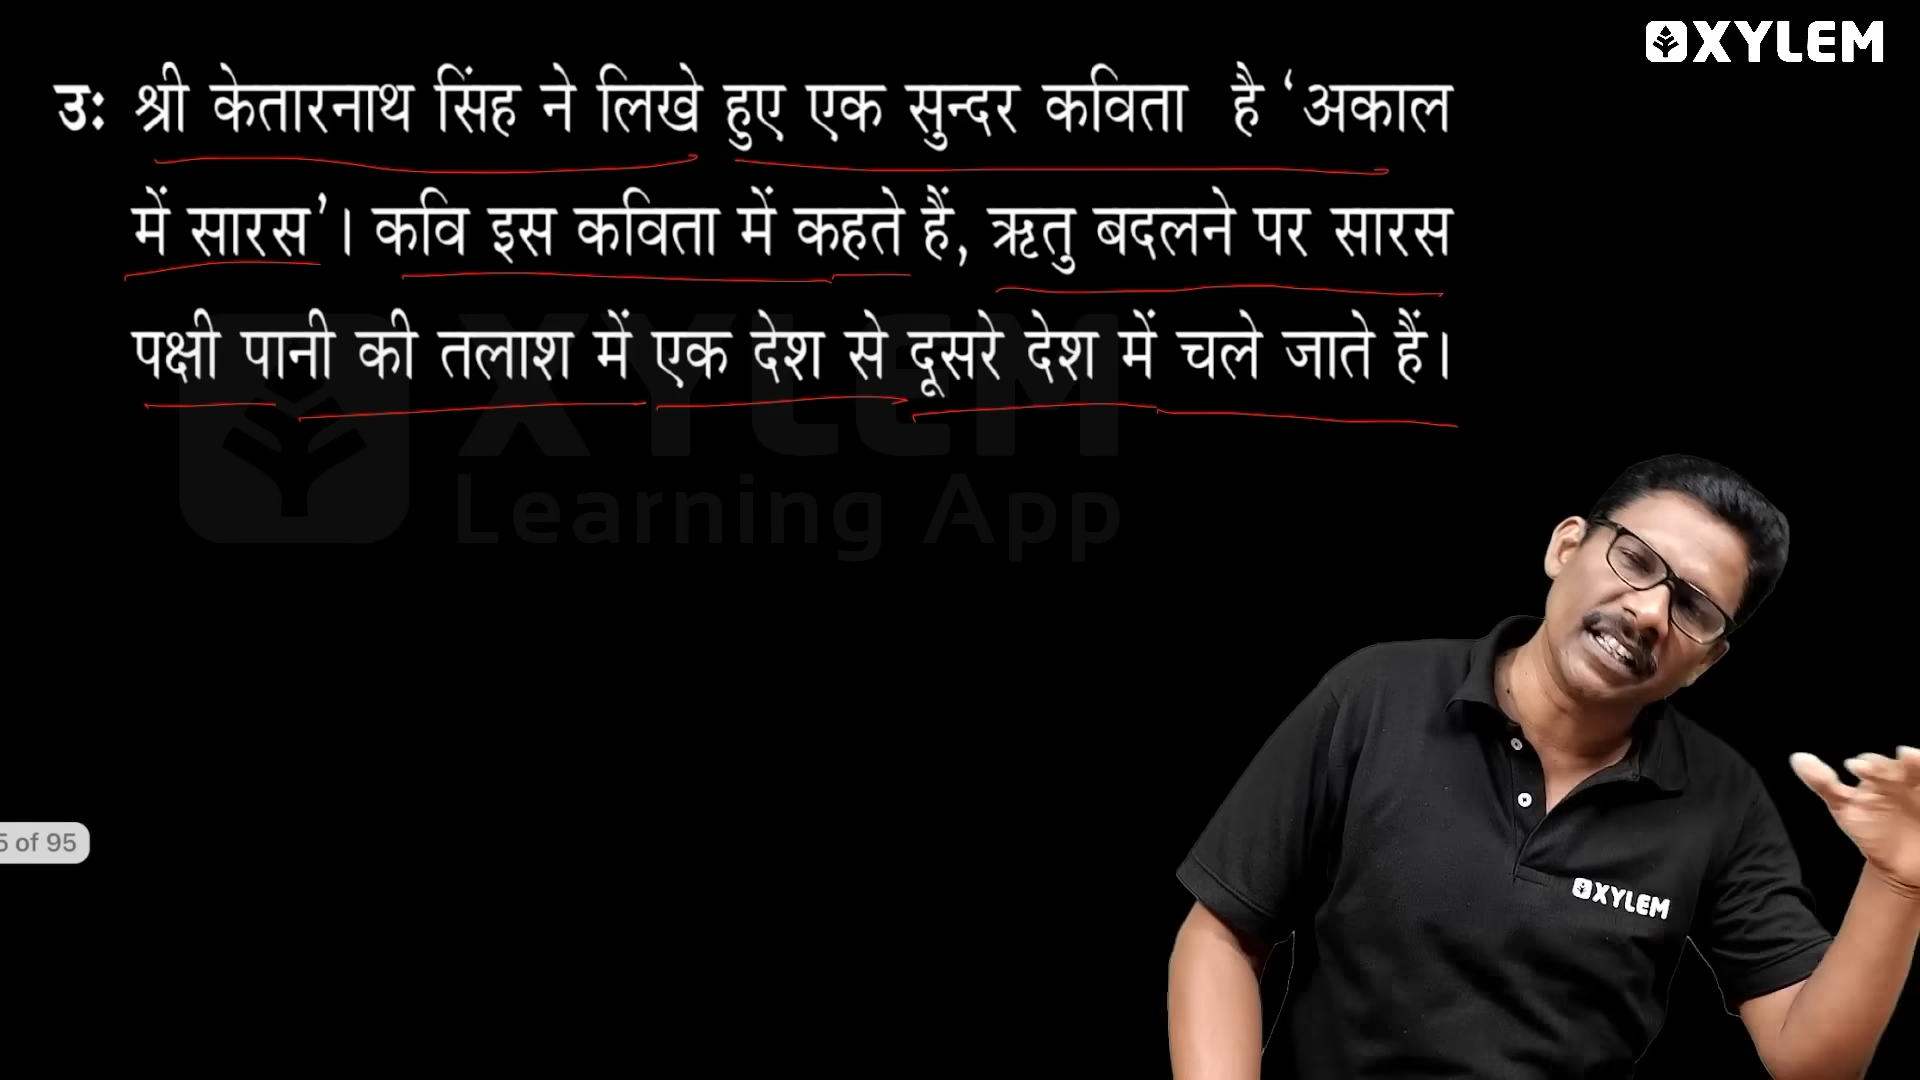 XYLEM
उः श्री केतारनाथ सिंह ने लिखे हुए एक सुन्दर कविता है ‘अकाल
में सारस’। कवि इस कविता में कहते हैं, ऋतु बदलने पर सारस
पक्षी पानी की तलाश में एक देश से दूसरे देश में चले जाते हैं।
XYLEM
Learning App
5 of 95
XYLEM